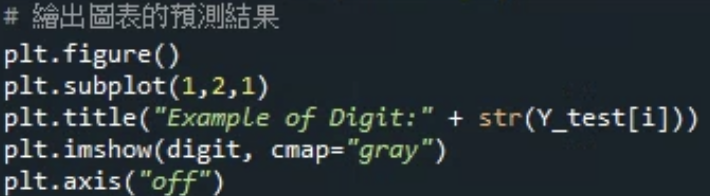 # 繪出圖表的預測結果
plt.figure()
plt.subplot(1,2,1)
plt.title("Example of Digit:" + str(Y_test[i]))
plt.imshow(digit, cmap="gray")
plt.axis("off")